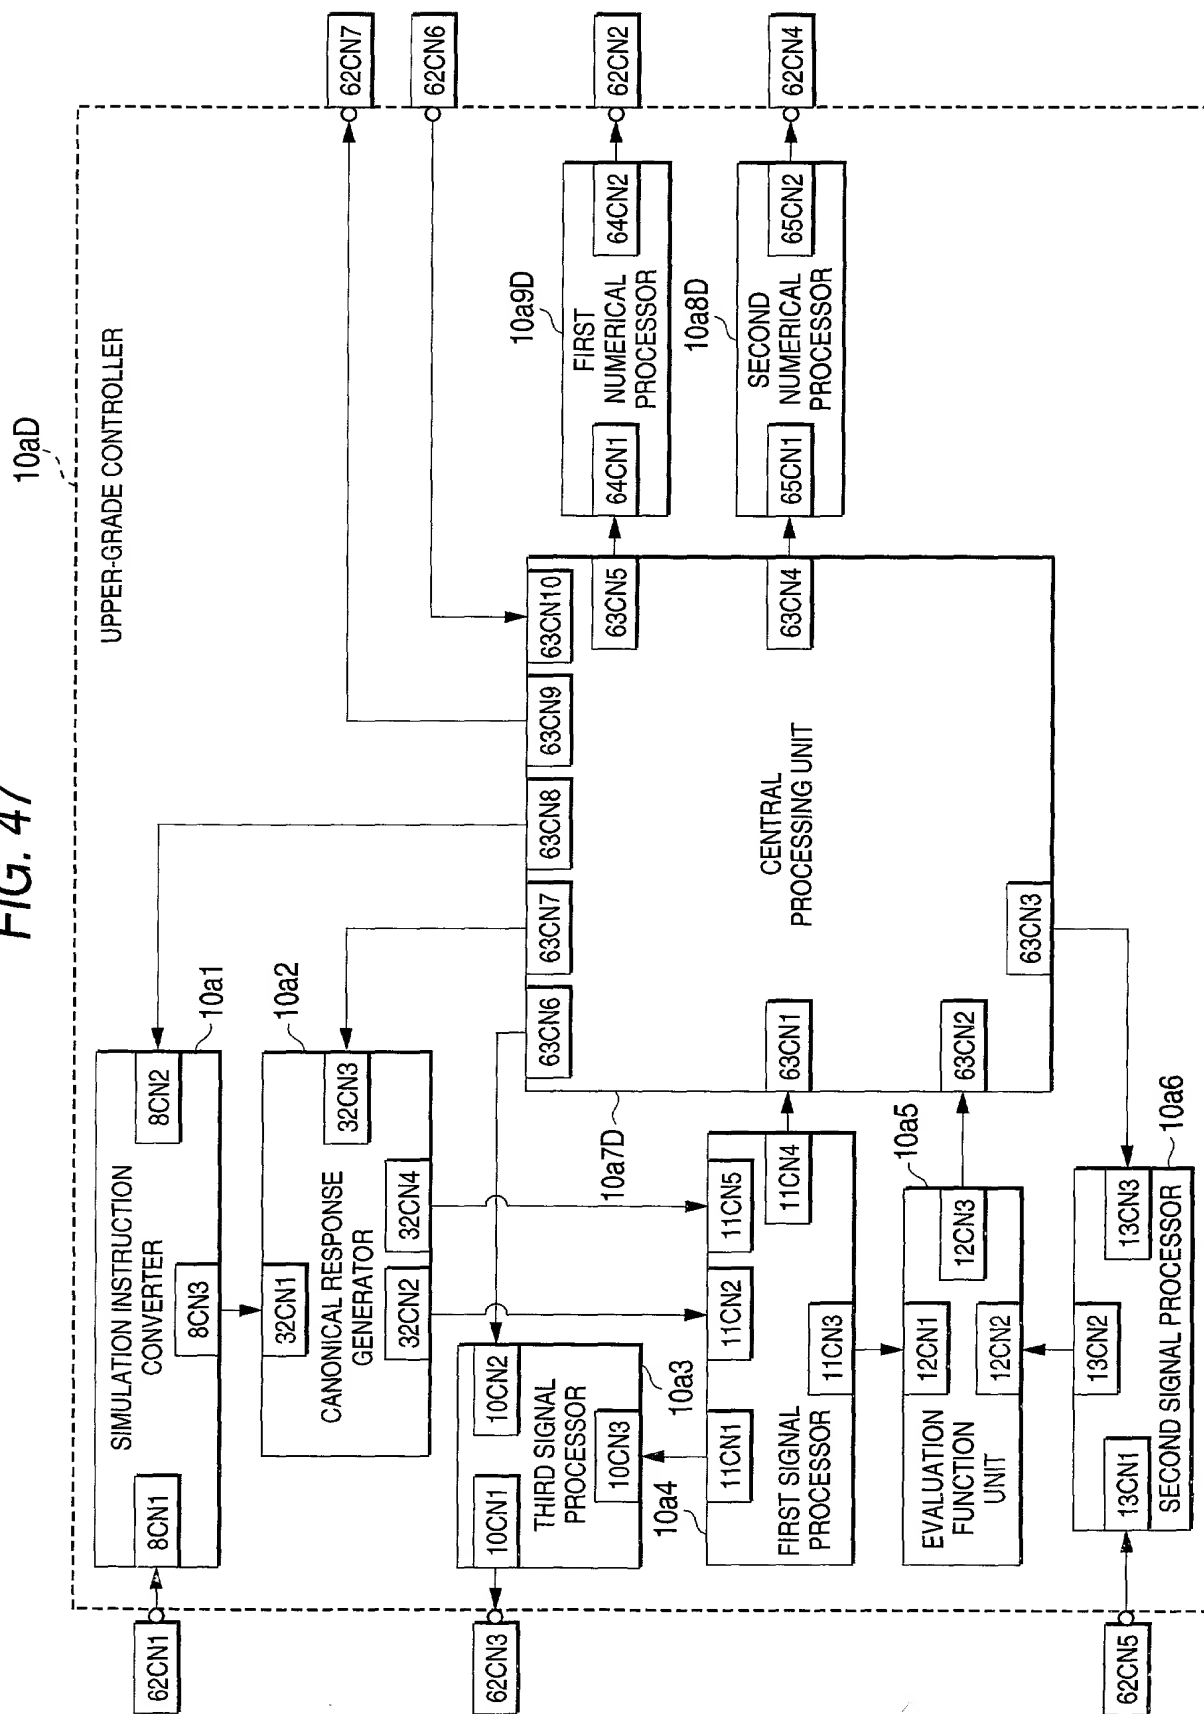 FIG. 47
10aD
UPPER-GRADE CONTROLLER
62CN1
8CN1
SIMULATION INSTRUCTION
CONVERTER
8CN2
8CN3
10a1
32CN1
CANONICAL RESPONSE
GENERATOR
32CN3
32CN2
32CN4
10a2
62CN3
10CN1
10CN2
THIRD SIGNAL
PROCESSOR
10CN3
10a3
10a4
11CN1
11CN2
11CN5
FIRST SIGNAL
PROCESSOR
11CN3
11CN4
EVALUATION
FUNCTION
UNIT
12CN1
12CN2
12CN3
10a5
62CN5
13CN1
13CN2
13CN3
SECOND SIGNAL PROCESSOR
10a6
10a7D
63CN6
63CN7
63CN8
63CN9
63CN10
63CN1
63CN2
63CN3
CENTRAL
PROCESSING UNIT
63CN5
63CN4
10a9D
64CN1
FIRST
NUMERICAL
PROCESSOR
64CN2
10a8D
65CN1
SECOND
NUMERICAL
PROCESSOR
65CN2
62CN7
62CN6
62CN2
62CN4